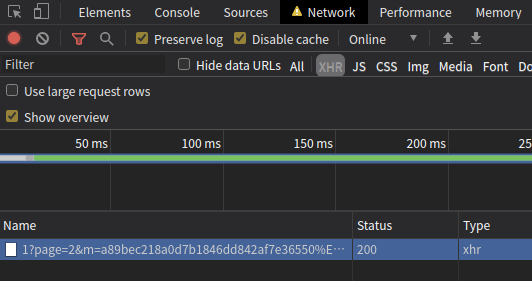 Elements Console Sources Network Performance Memory
Preserve log Disable cache Online
Filter Hide data URLs All XHR JS CSS Img Media Font Do
Use large request rows
Show overview
50 ms 100 ms 150 ms 200 ms 25
Name Status Type
1?page=2&m=a89bec218a0d7b1846dd842af7e36550%E… 200 xhr